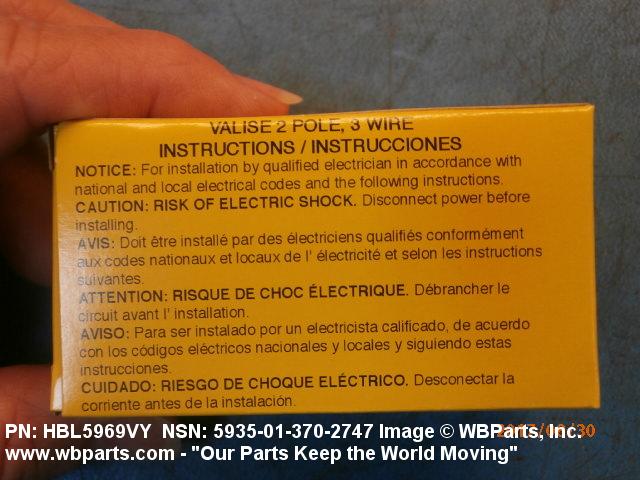 VALISE 2 POLE, 3 WIRE
INSTRUCTIONS / INSTRUCCIONES
NOTICE: For installation by qualified electrician in accordance with
national and local electrical codes and the following instructions.
CAUTION: RISK OF ELECTRIC SHOCK. Disconnect power before
installing.
AVIS: Doit être installé par des électriciens qualifiés conformément
aux codes nationaux et locaux de l' électricité et selon les instructions
suivantes.
ATTENTION: RISQUE DE CHOC ÉLECTRIQUE. Débrancher le
circuit avant l' installation.
AVISO: Para ser instalado por un electricista calificado, de acuerdo
con los códigos eléctricos nacionales y locales y siguiendo estas
instrucciones.
CUIDADO: RIESGO DE CHOQUE ELÉCTRICO. Desconectar la
corriente antes de la instalación.
PN: HBL5969VY NSN: 5935-01-370-2747 Image © WBParts, Inc.
www.wbparts.com - "Our Parts Keep the World Moving"